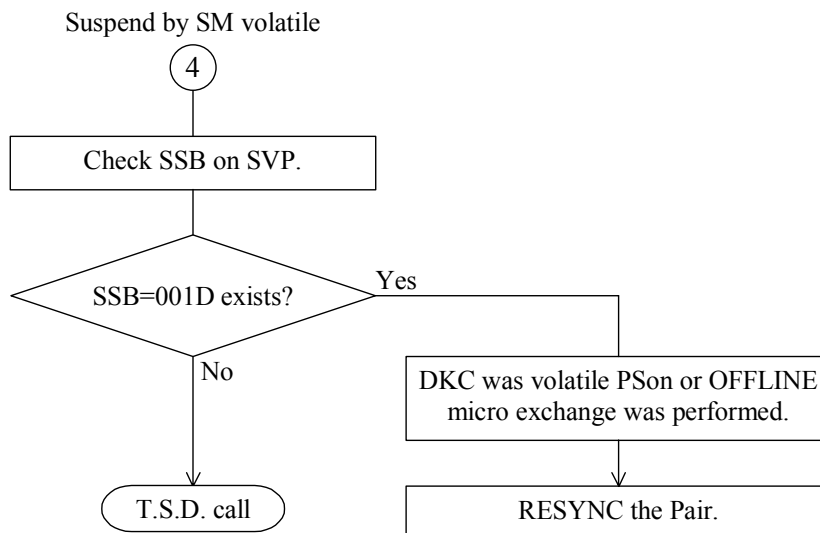 Suspend by SM volatile
4
Check SSB on SVP.
SSB=001D exists?
Yes
No
DKC was volatile PSon or OFFLINE
micro exchange was performed.
T.S.D. call
RESYNC the Pair.